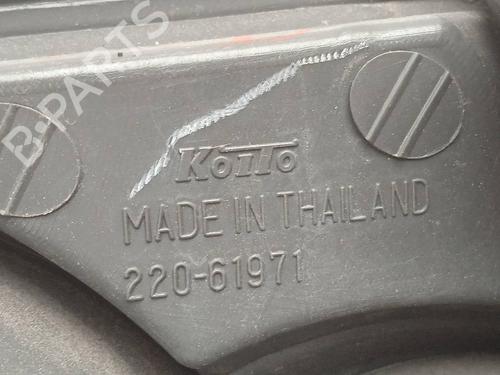 B-PARTS
KOITO
MADE IN THAILAND
220-61971